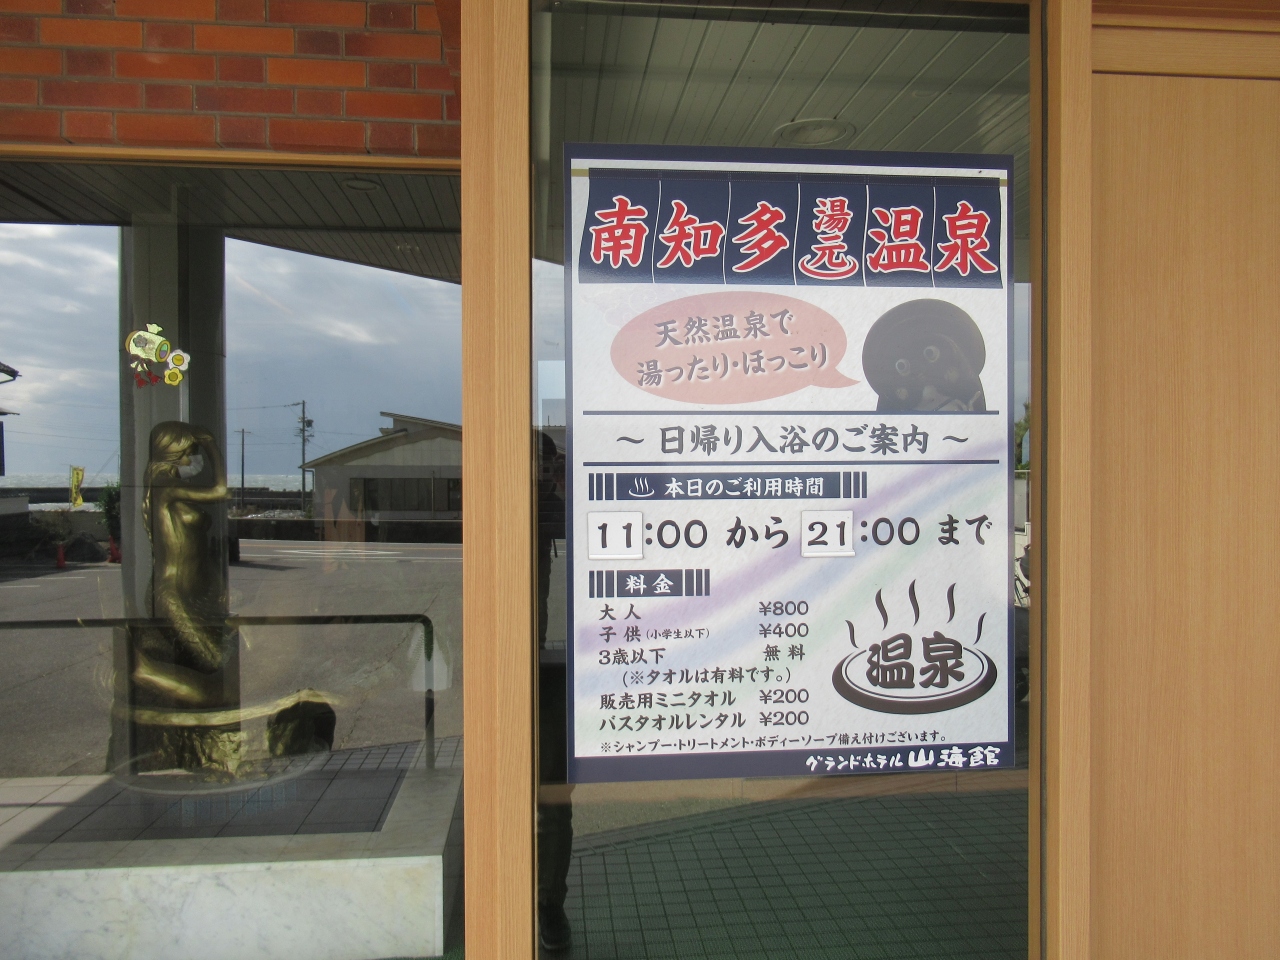 南知多湯元温泉
天然温泉で
湯ったり・ほっこり
～ 日帰り入浴のご案内 ～
本日のご利用時間
11:00 から 21:00 まで
料金
大人 ¥800
子供(小学生以下) ¥400
3歳以下 無料
(※タオルは有料です。)
販売用ミニタオル ¥200
バスタオルレンタル ¥200
温泉
※シャンプー・トリートメント・ボディーソープ備え付けございます。
グランドホテル 山海館